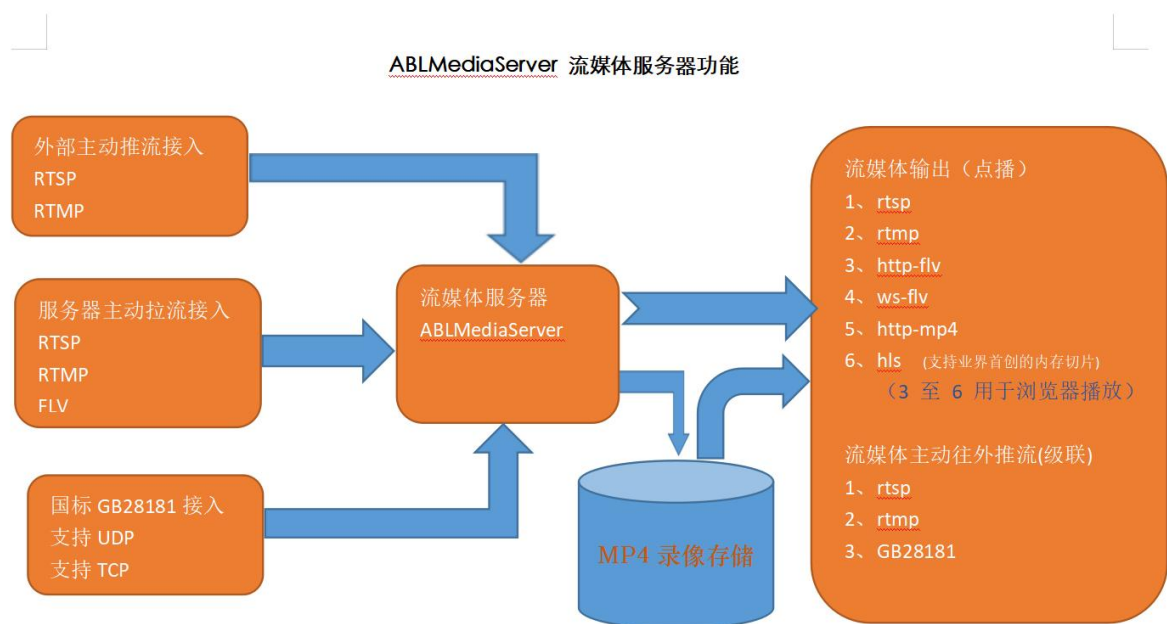 ABLMediaServer 流媒体服务器功能
外部主动推流接入
RTSP
RTMP
服务器主动拉流接入
RTSP
RTMP
FLV
国标 GB28181 接入
支持 UDP
支持 TCP
流媒体服务器
ABLMediaServer
MP4 录像存储
流媒体输出（点播）
1、rtsp
2、rtmp
3、http-flv
4、ws-flv
5、http-mp4
6、hls （支持业界首创的内存切片）
（3 至 6 用于浏览器播放）
流媒体主动往外推流(级联)
1、rtsp
2、rtmp
3、GB28181